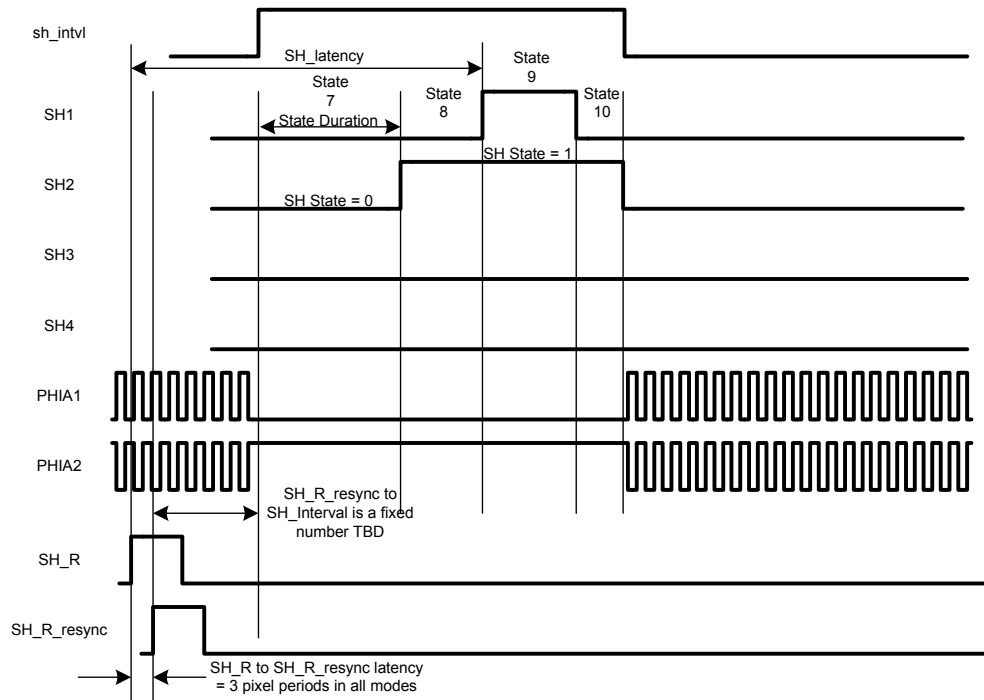 sh_intvl
SH_latency
State
9
State
7
State
8
State
10
SH1
State Duration
SH State = 1
SH2
SH State = 0
SH3
SH4
PHIA1
PHIA2
SH_R_resync to
SH_Interval is a fixed
number TBD
SH_R
SH_R_resync
SH_R to SH_R_resync latency
= 3 pixel periods in all modes